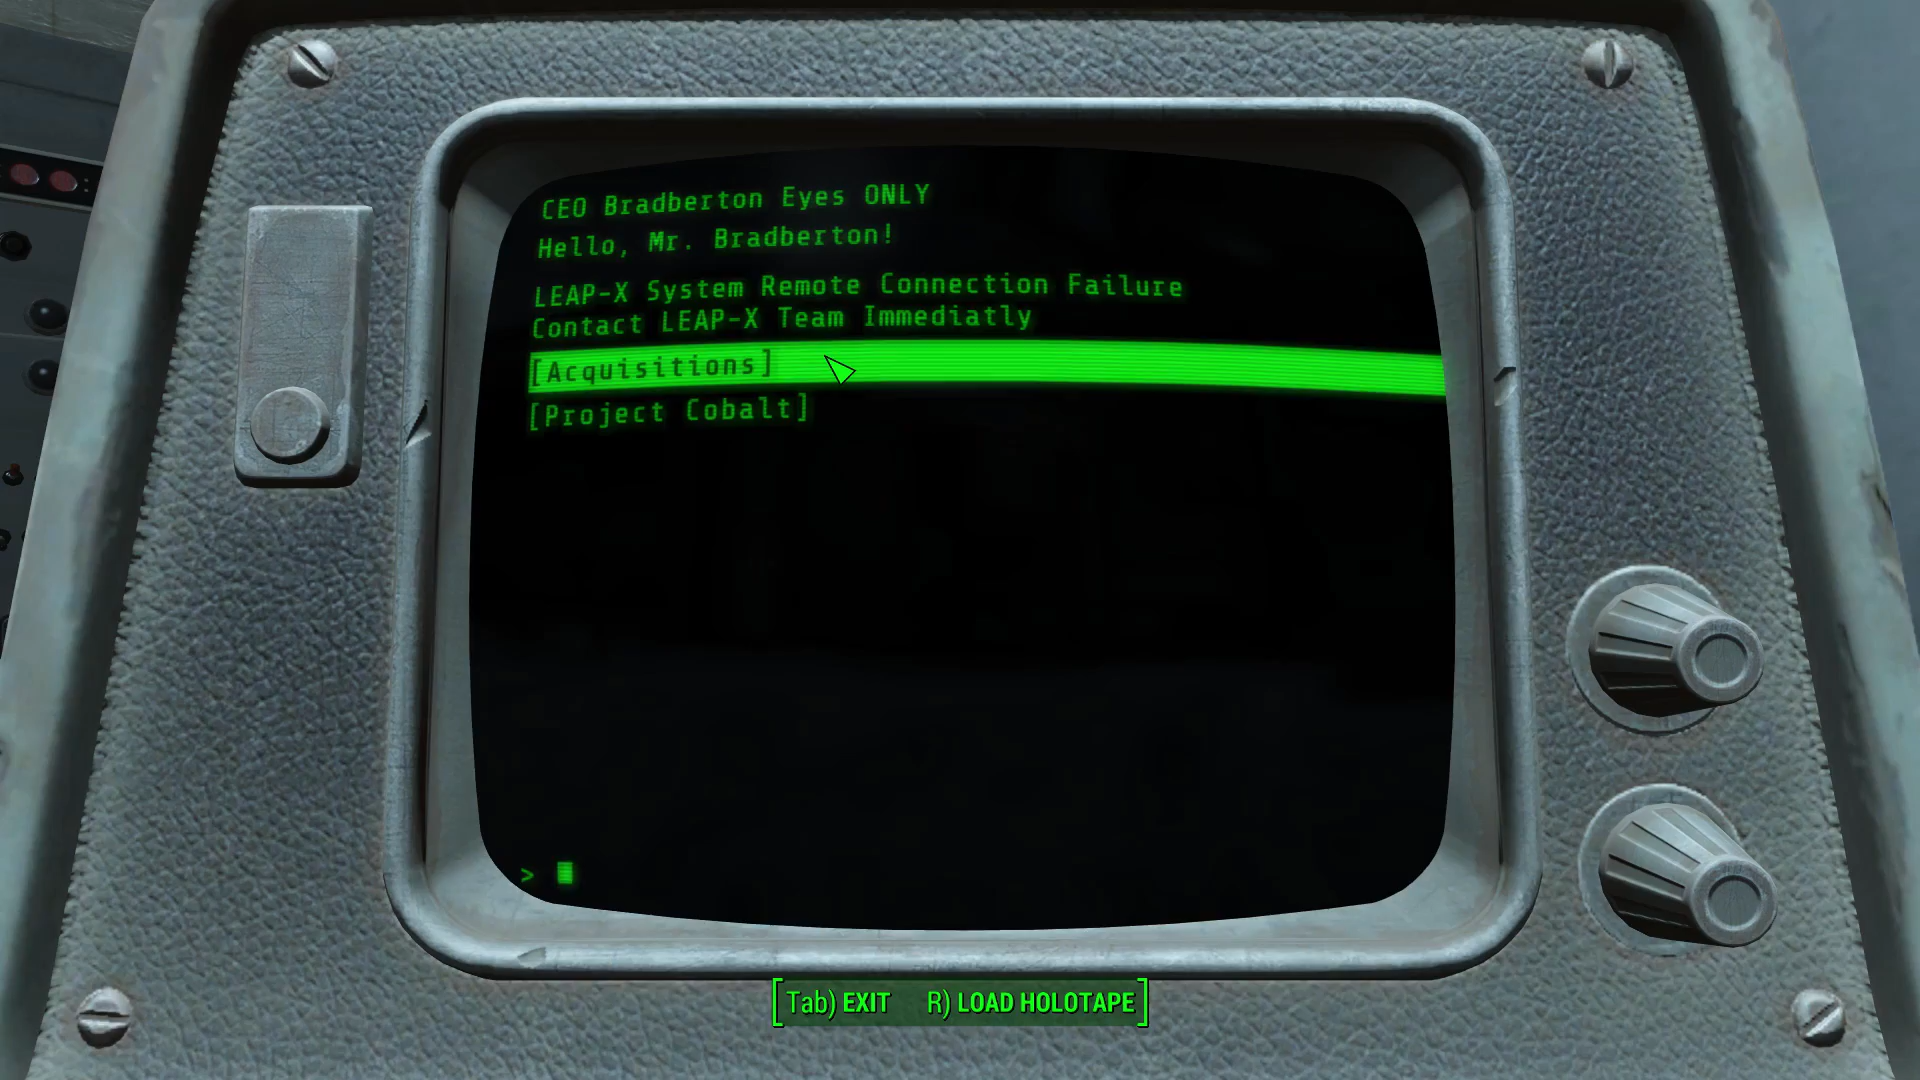 CEO Bradberton Eyes ONLY
Hello, Mr. Bradberton!
LEAP-X System Remote Connection Failure
Contact LEAP-X Team Immediatly
[Acquisitions]
[Project Cobalt]
>
[Tab) EXIT R) LOAD HOLOTAPE]